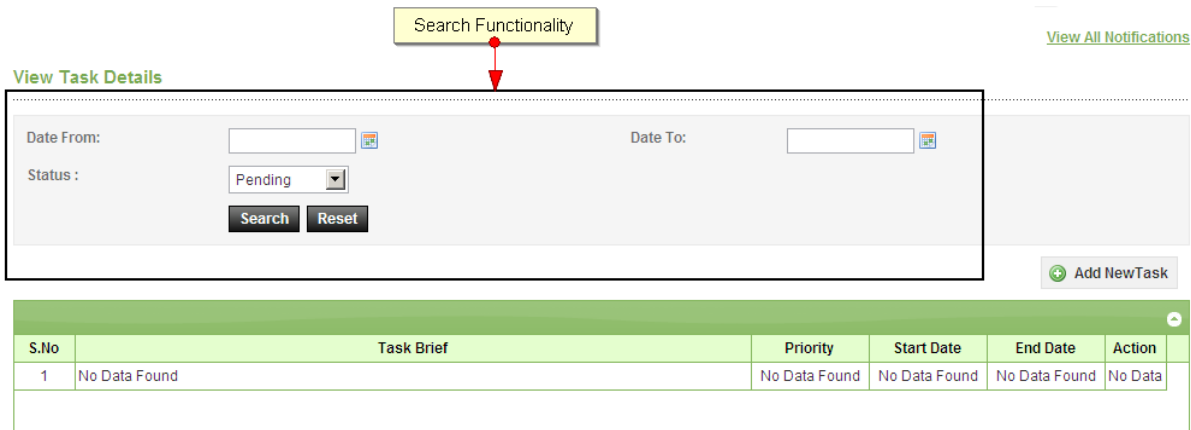 Search Functionality
View All Notifications
View Task Details
Date From:
Date To:
Status :
Pending
Search Reset
Add NewTask
S.No Task Brief Priority Start Date End Date Action
1 No Data Found No Data Found No Data Found No Data Found No Data